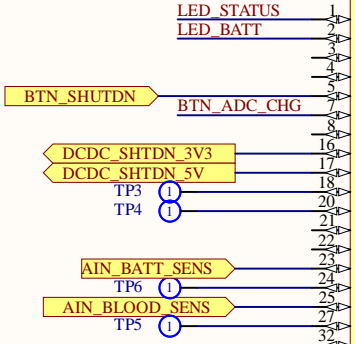 LED_STATUS 1
LED_BATT 2
3
4
BTN_SHUTDN 5
BTN_ADC_CHG 7
8
DCDC_SHTDN_3V3 16
DCDC_SHTDN_5V 17
TP3 1 18
TP4 1 20
21
22
AIN_BATT_SENS 23
TP6 1 24
AIN_BLOOD_SENS 25
TP5 1 27
32